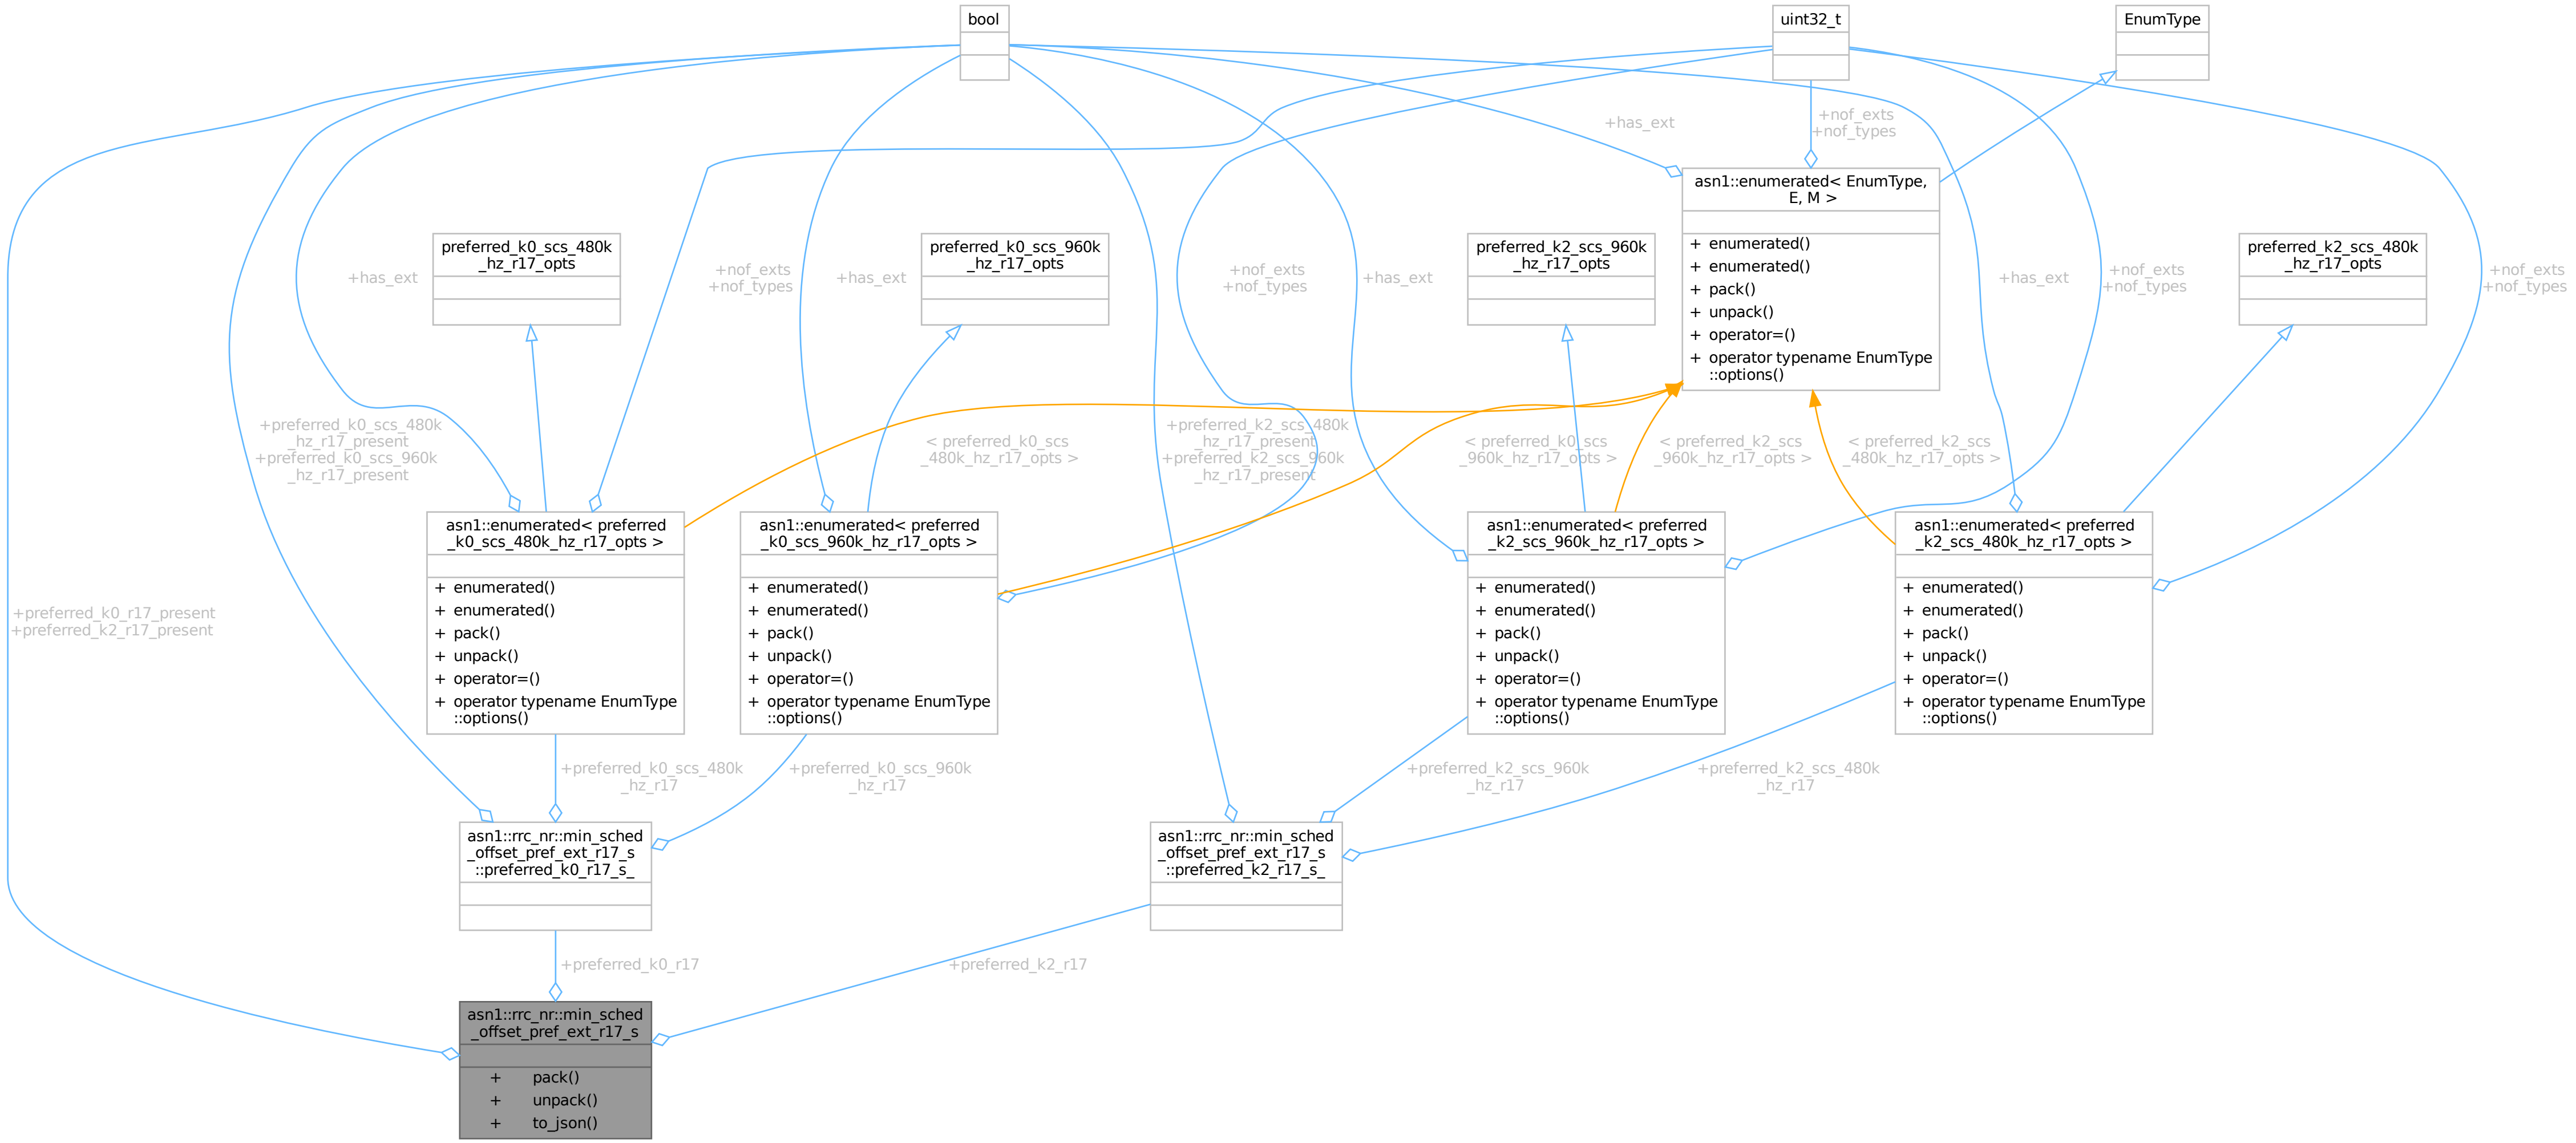 bool
uint32_t
EnumType
+has_ext
+nof_exts
+nof_types
asn1::enumerated< EnumType,
E, M >
+ enumerated()
+ enumerated()
+ pack()
+ unpack()
+ operator=()
+ operator typename EnumType
::options()
preferred_k0_scs_480k
_hz_r17_opts
preferred_k0_scs_960k
_hz_r17_opts
preferred_k2_scs_960k
_hz_r17_opts
preferred_k2_scs_480k
_hz_r17_opts
+has_ext
+nof_exts
+nof_types
+has_ext
+nof_exts
+nof_types
+has_ext
+has_ext
+nof_exts
+nof_types
+nof_exts
+nof_types
+preferred_k0_scs_480k
_hz_r17_present
+preferred_k0_scs_960k
_hz_r17_present
< preferred_k0_scs
_480k_hz_r17_opts >
+preferred_k2_scs_480k
_hz_r17_present
+preferred_k2_scs_960k
_hz_r17_present
< preferred_k0_scs
_960k_hz_r17_opts >
< preferred_k2_scs
_960k_hz_r17_opts >
< preferred_k2_scs
_480k_hz_r17_opts >
asn1::enumerated< preferred
_k0_scs_480k_hz_r17_opts >
+ enumerated()
+ enumerated()
+ pack()
+ unpack()
+ operator=()
+ operator typename EnumType
::options()
asn1::enumerated< preferred
_k0_scs_960k_hz_r17_opts >
+ enumerated()
+ enumerated()
+ pack()
+ unpack()
+ operator=()
+ operator typename EnumType
::options()
asn1::enumerated< preferred
_k2_scs_960k_hz_r17_opts >
+ enumerated()
+ enumerated()
+ pack()
+ unpack()
+ operator=()
+ operator typename EnumType
::options()
asn1::enumerated< preferred
_k2_scs_480k_hz_r17_opts >
+ enumerated()
+ enumerated()
+ pack()
+ unpack()
+ operator=()
+ operator typename EnumType
::options()
+preferred_k0_r17_present
+preferred_k2_r17_present
+preferred_k0_scs_480k
_hz_r17
+preferred_k0_scs_960k
_hz_r17
+preferred_k2_scs_960k
_hz_r17
+preferred_k2_scs_480k
_hz_r17
asn1::rrc_nr::min_sched
_offset_pref_ext_r17_s
::preferred_k0_r17_s_
asn1::rrc_nr::min_sched
_offset_pref_ext_r17_s
::preferred_k2_r17_s_
+preferred_k0_r17
+preferred_k2_r17
asn1::rrc_nr::min_sched
_offset_pref_ext_r17_s
+ pack()
+ unpack()
+ to_json()